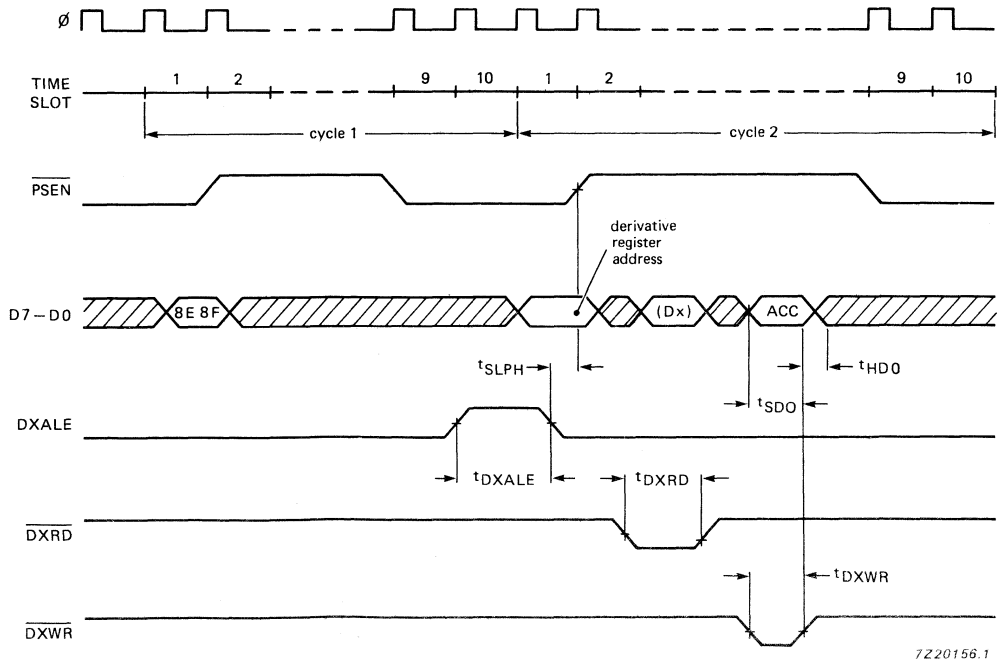 ø
1 2 9 10 1 2 9 10
TIME
SLOT
cycle 1 cycle 2
PSEN
derivative
register
address
D7–D0
8E 8F (Dx) ACC
tSLPH tHDO
tSDO
DXALE
tDXALE tDXRD
DXRD
tDXWR
DXWR
7Z20156.1